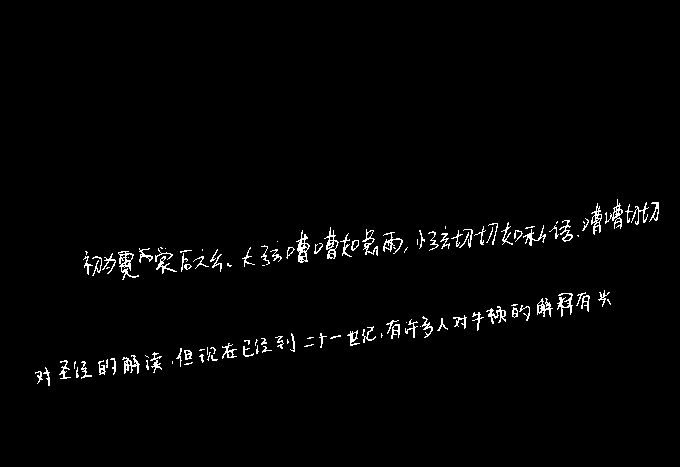 初为霓裳后六幺。大弦嘈嘈如急雨,小弦切切如私语。嘈嘈切切
对圣经的解读,但现在已经到二十一世纪,有许多人对牛顿的解释有兴